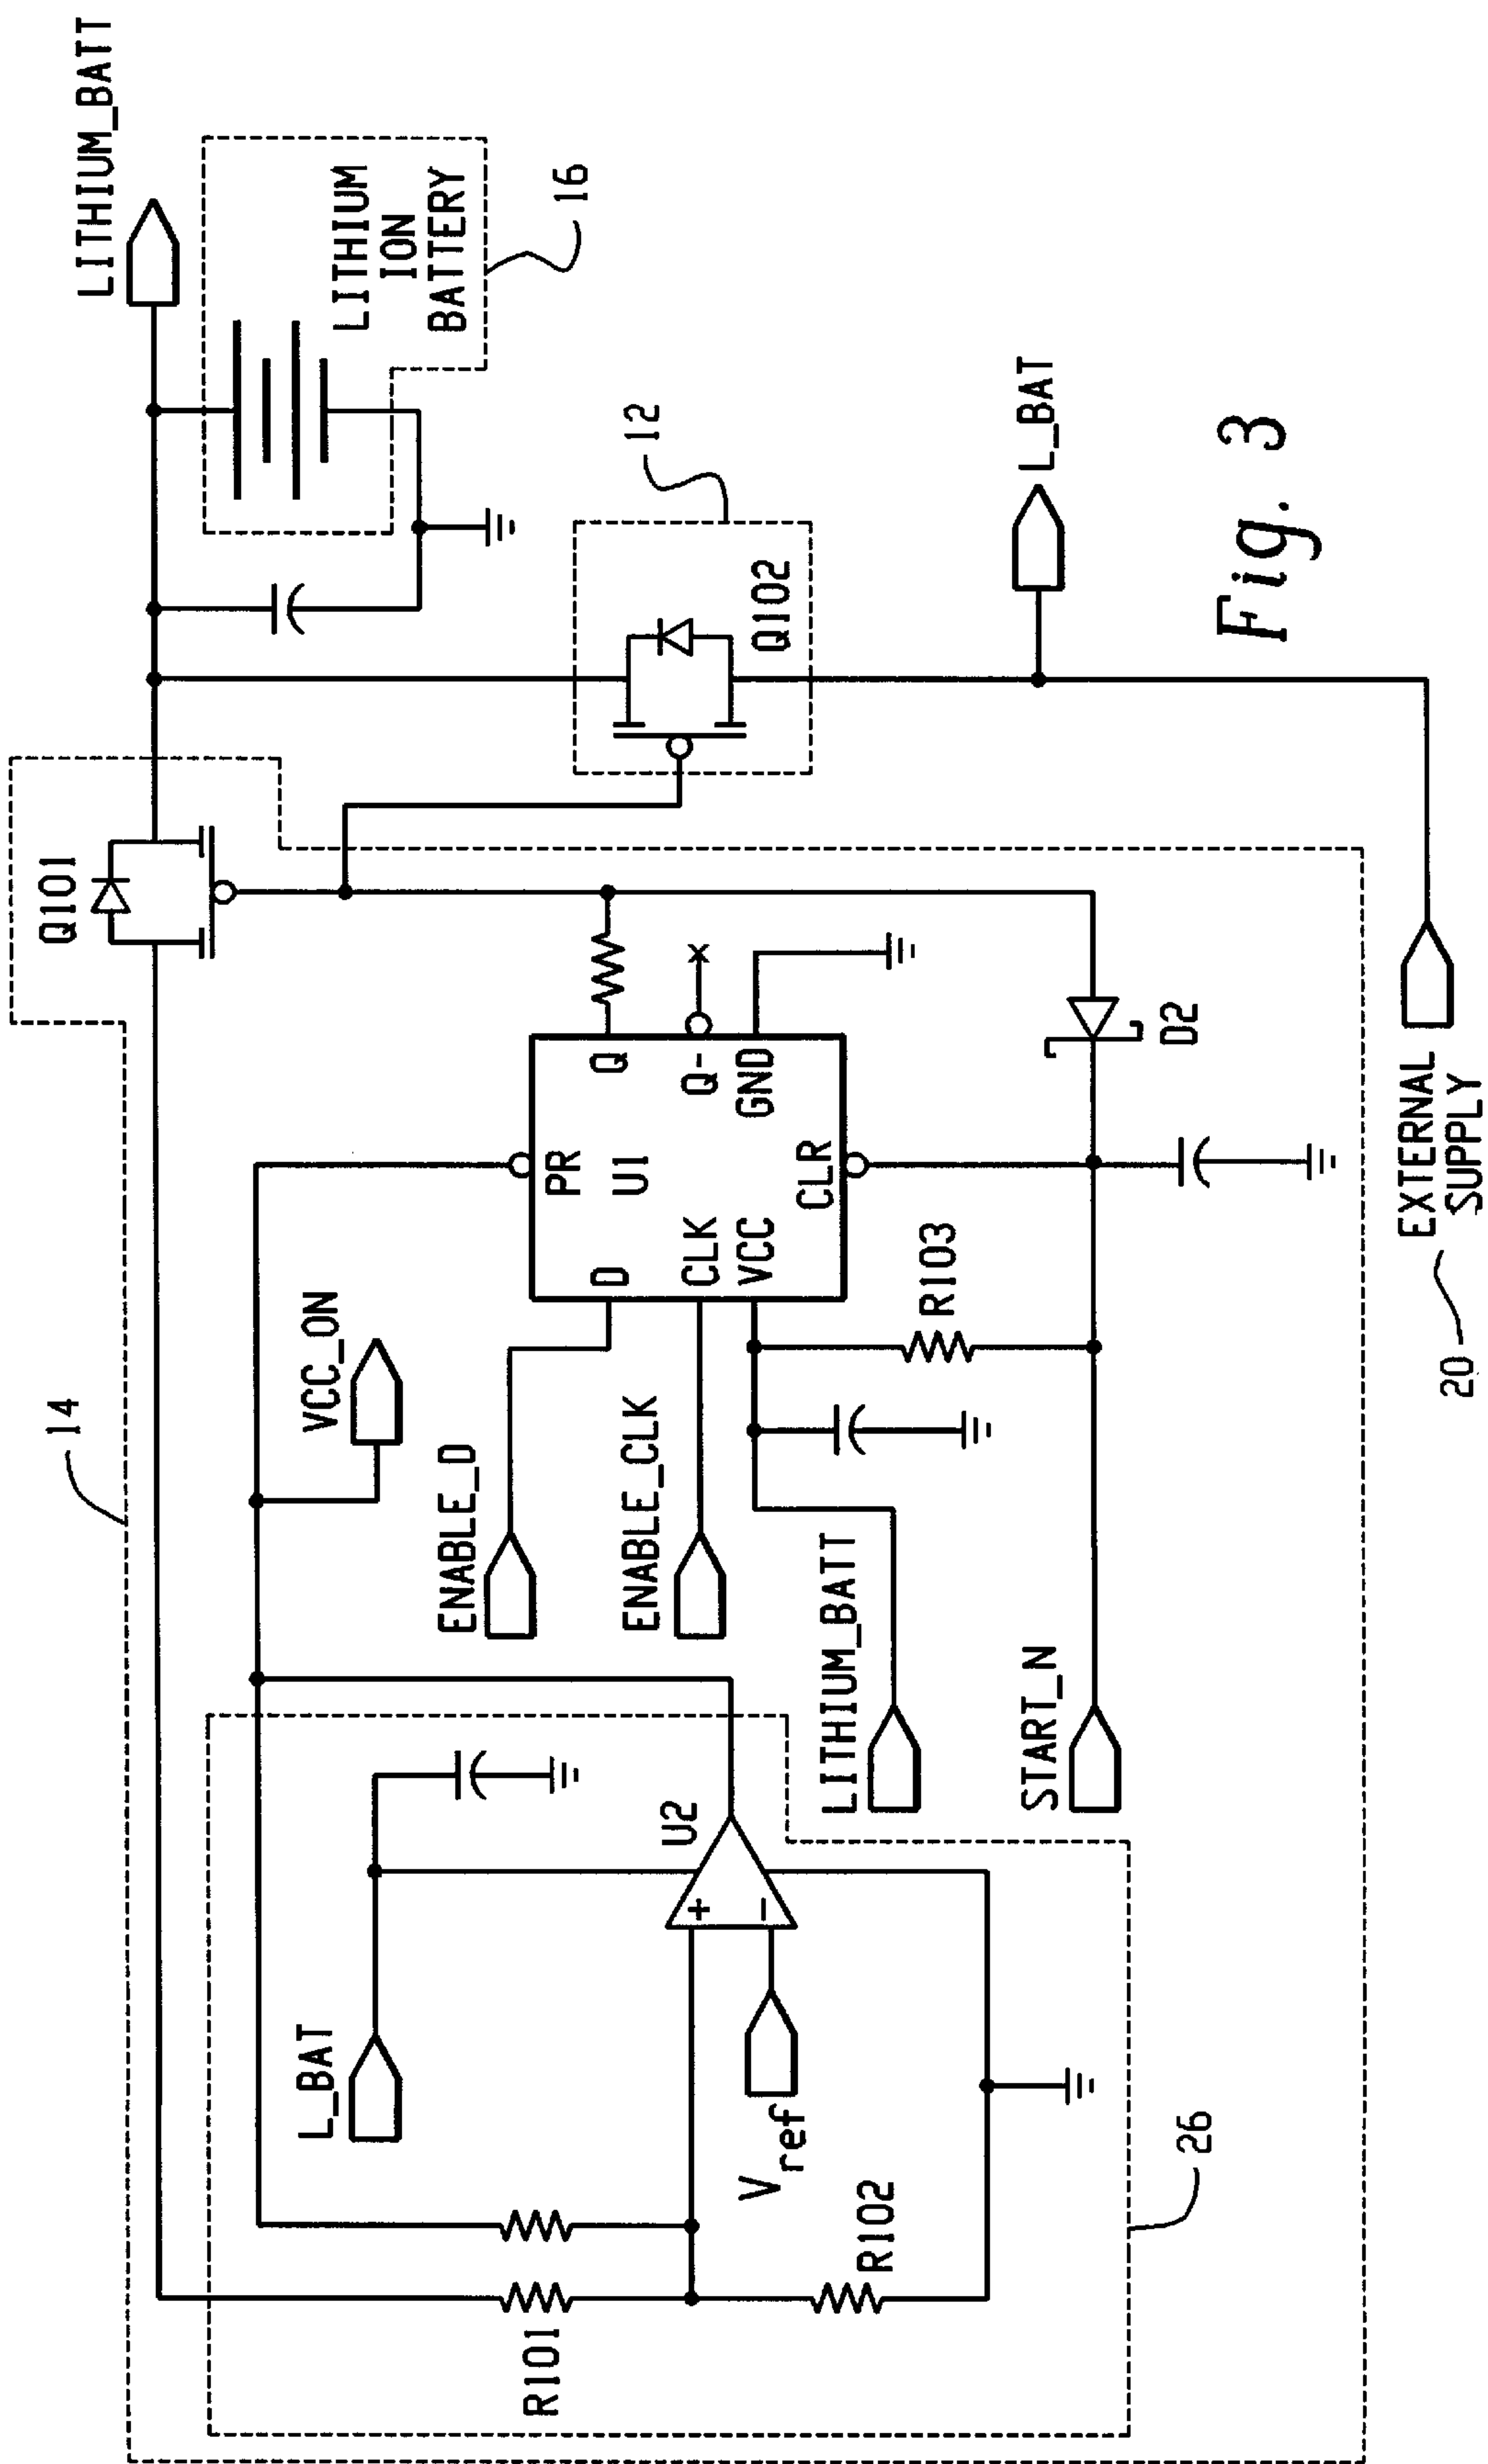 14
Q101
LITHIUM_BATT
LITHIUM
ION
BATTERY
16
VCC_ON
L_BAT
ENABLE_D
D
PR
U1
Q
Q-
GND
CLK
VCC
CLR
ENABLE_CLK
12
Q102
R101
U2
+
-
Vref
LITHIUM_BATT
R103
START_N
D2
L_BAT
R102
26
20
EXTERNAL
SUPPLY
x
Fig. 3